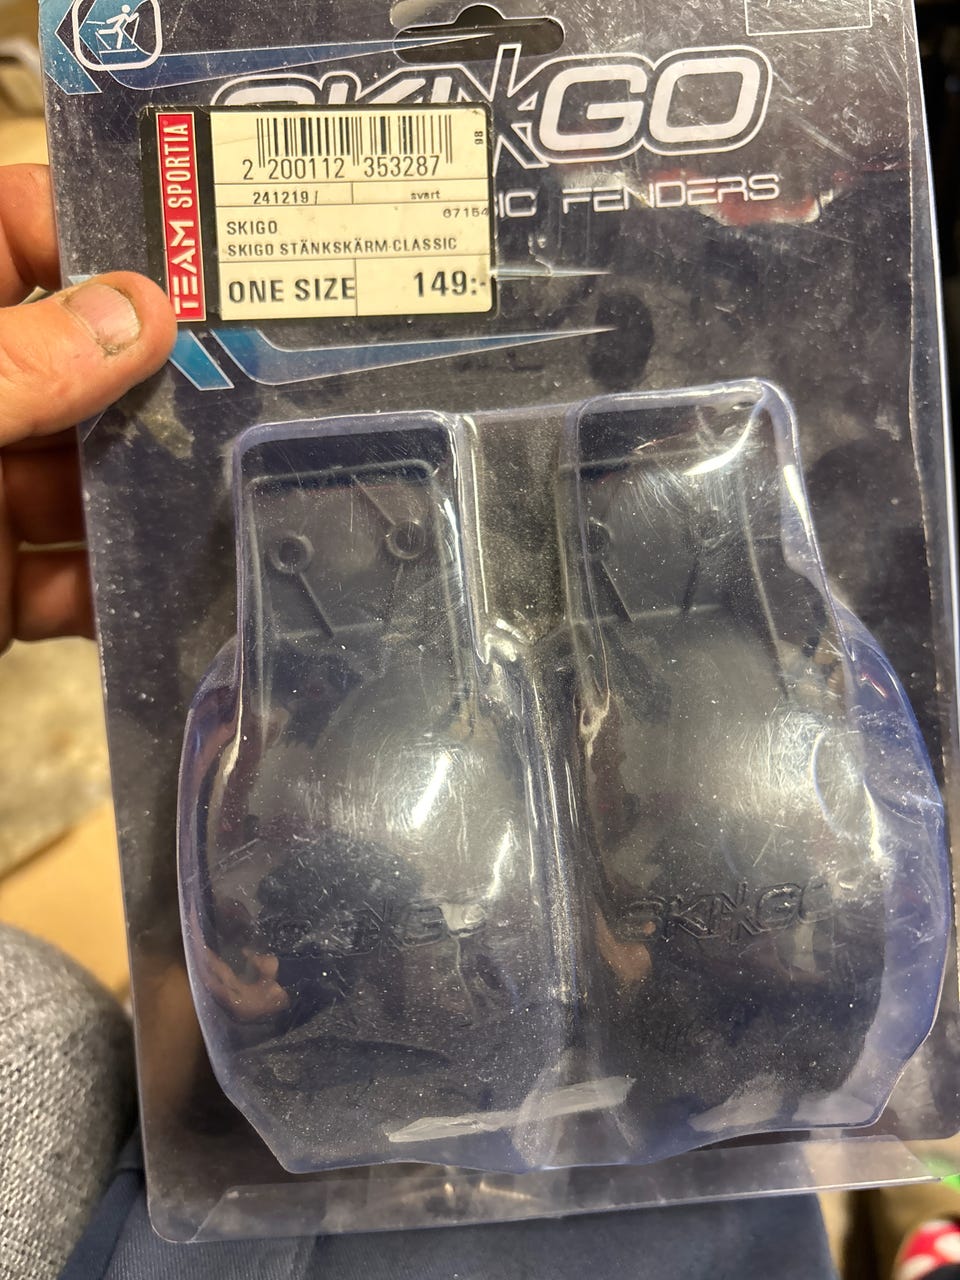 SKIGO
IC FENDERS
TEAM SPORTIA
98
2 200112 353287
241219 / svart
07154
SKIGO
SKIGO STÄNKSKÄRM-CLASSIC
ONE SIZE 149:-
SKIGO SKIGO